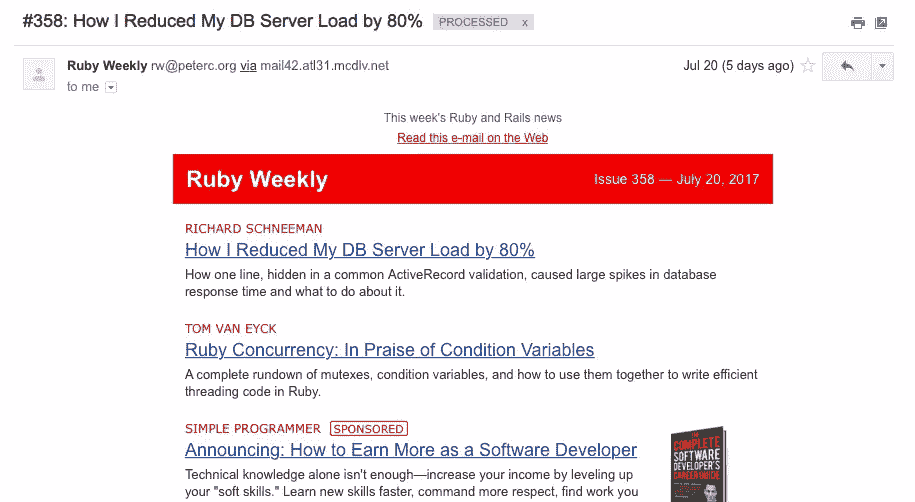 #358: How I Reduced My DB Server Load by 80% PROCESSED x
Ruby Weekly rw@peterc.org via mail42.atl31.mcdlv.net Jul 20 (5 days ago)
to me
This week's Ruby and Rails news
Read this e-mail on the Web
Ruby Weekly Issue 358 — July 20, 2017
RICHARD SCHNEEMAN
How I Reduced My DB Server Load by 80%
How one line, hidden in a common ActiveRecord validation, caused large spikes in database
response time and what to do about it.
TOM VAN EYCK
Ruby Concurrency: In Praise of Condition Variables
A complete rundown of mutexes, condition variables, and how to use them together to write efficient
threading code in Ruby.
SIMPLE PROGRAMMER SPONSORED
Announcing: How to Earn More as a Software Developer
Technical knowledge alone isn't enough—increase your income by leveling up
your "soft skills." Learn new skills faster, command more respect, find work you
THE
COMPLETE
SOFTWARE
DEVELOPER'S
CAREER GUIDE